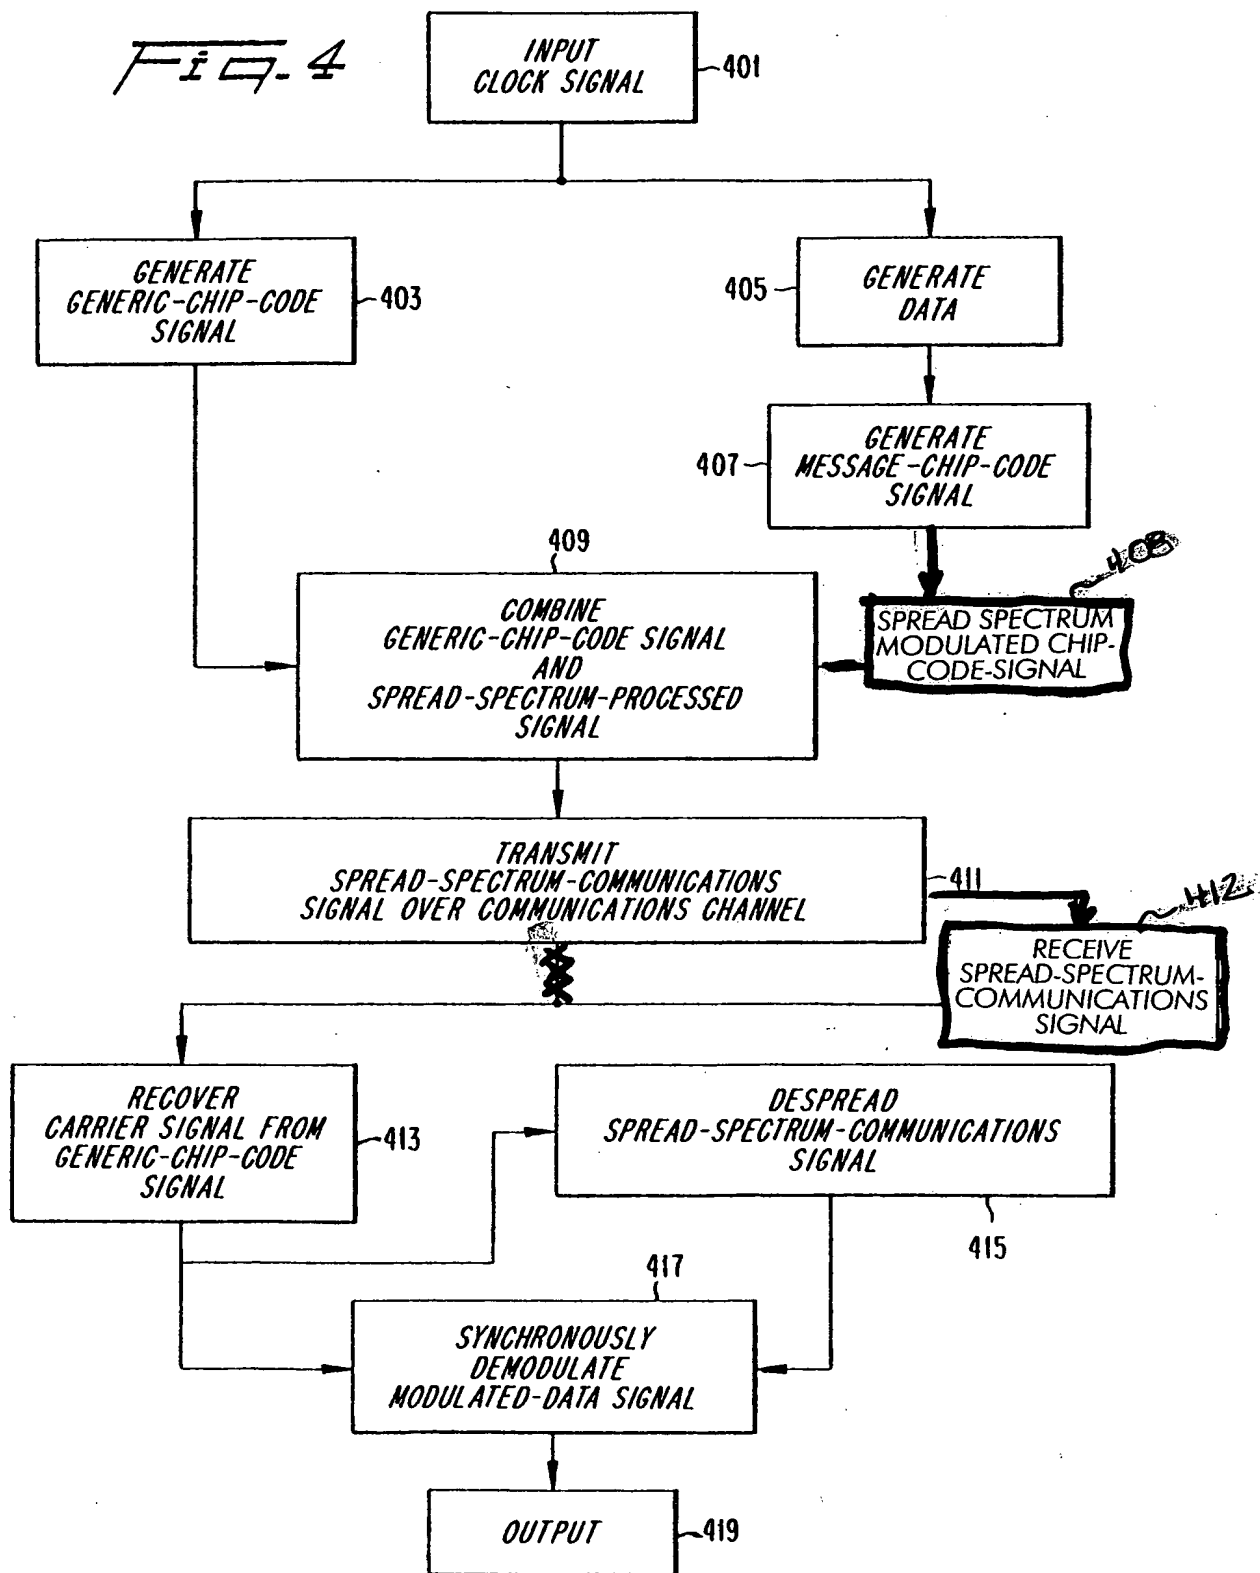 Fig. 4
INPUT
CLOCK SIGNAL
401
GENERATE
GENERIC-CHIP-CODE
SIGNAL
403
405
GENERATE
DATA
407
GENERATE
MESSAGE-CHIP-CODE
SIGNAL
408
SPREAD SPECTRUM
MODULATED CHIP-
CODE-SIGNAL
409
COMBINE
GENERIC-CHIP-CODE SIGNAL
AND
SPREAD-SPECTRUM-PROCESSED
SIGNAL
TRANSMIT
SPREAD-SPECTRUM-COMMUNICATIONS
SIGNAL OVER COMMUNICATIONS CHANNEL
411
412
RECEIVE
SPREAD-SPECTRUM-
COMMUNICATIONS
SIGNAL
RECOVER
CARRIER SIGNAL FROM
GENERIC-CHIP-CODE
SIGNAL
413
DESPREAD
SPREAD-SPECTRUM-COMMUNICATIONS
SIGNAL
415
417
SYNCHRONOUSLY
DEMODULATE
MODULATED-DATA SIGNAL
OUTPUT
419